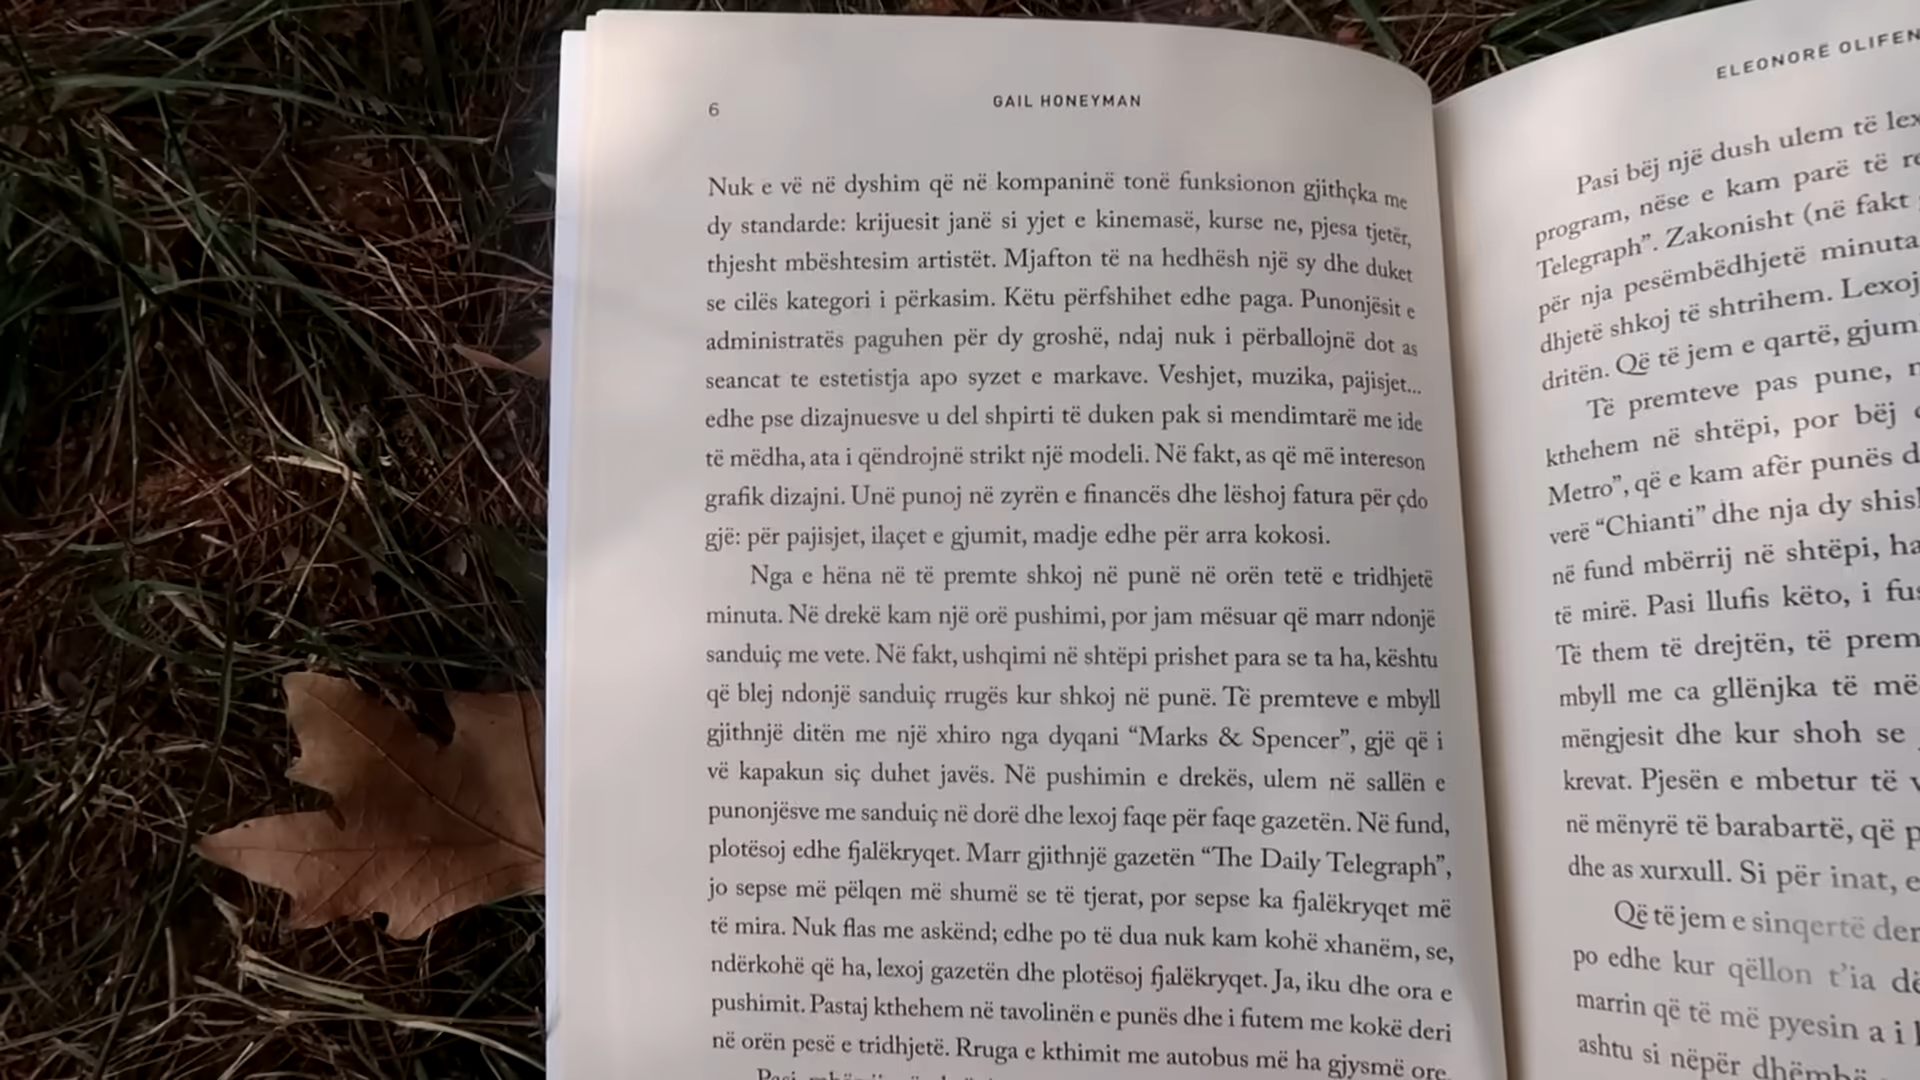 6
GAIL HONEYMAN
Nuk e vë në dyshim që në kompaninë tonë funksionon gjithçka me
dy standarde: krijuesit janë si yjet e kinemasë, kurse ne, pjesa tjetër,
thjesht mbështesim artistët. Mjafton të na hedhësh një sy dhe duket
se cilës kategori i përkasim. Këtu përfshihet edhe paga. Punonjësit e
administratës paguhen për dy groshë, ndaj nuk i përballojnë dot as
seancat te estetistja apo syzet e markave. Veshjet, muzika, pajisjet...
edhe pse dizajnuesve u del shpirti të duken pak si mendimtarë me ide
të mëdha, ata i qëndrojnë strikt një modeli. Në fakt, as që më intereson
grafik dizajni. Unë punoj në zyrën e financës dhe lëshoj fatura për çdo
gjë: për pajisjet, ilaçet e gjumit, madje edhe për arra kokosi.
Nga e hëna në të premte shkoj në punë në orën tetë e tridhjetë
minuta. Në drekë kam një orë pushimi, por jam mësuar që marr ndonjë
sanduiç me vete. Në fakt, ushqimi në shtëpi prishet para se ta ha, kështu
që blej ndonjë sanduiç rrugës kur shkoj në punë. Të premteve e mbyll
gjithnjë ditën me një xhiro nga dyqani “Marks & Spencer”, gjë që i
vë kapakun siç duhet javës. Në pushimin e drekës, ulem në sallën e
punonjësve me sanduiç në dorë dhe lexoj faqe për faqe gazetën. Në fund,
plotësoj edhe fjalëkryqet. Marr gjithnjë gazetën “The Daily Telegraph”,
jo sepse më pëlqen më shumë se të tjerat, por sepse ka fjalëkryqet më
të mira. Nuk flas me askënd; edhe po të dua nuk kam kohë xhanëm, se,
ndërkohë që ha, lexoj gazetën dhe plotësoj fjalëkryqet. Ja, iku dhe ora e
pushimit. Pastaj kthehem në tavolinën e punës dhe i futem me kokë deri
në orën pesë e tridhjetë. Rruga e kthimit me autobus më ha gjysmë ore.
Pasi
ELEONORË
Pasi bëj një dush ulem të
program, nëse e kam parë të
Telegraph”. Zakonisht (në fakt
për nja pesëmbëdhjetë minuta
dhjetë shkoj të shtrihem. Lexoj
dritën. Që të jem e qartë,
Të premteve pas pune,
kthehem në shtëpi, por bëj
Metro”, që e kam afër punës
verë “Chianti” dhe nja dy
në fund mbërrij në shtëpi,
të mirë. Pasi llufis këto, i
Të them të drejtën, të
mbyll me ca gllënjka të
mëngjesit dhe kur shoh se
krevat. Pjesën e mbetur të
në mënyrë të barabartë, që
dhe as xurxull. Si për inat,
Që të jem e sinqertë
po edhe kur qëllon t’ia
marrin që të më pyesin a i
ashtu si nëpër